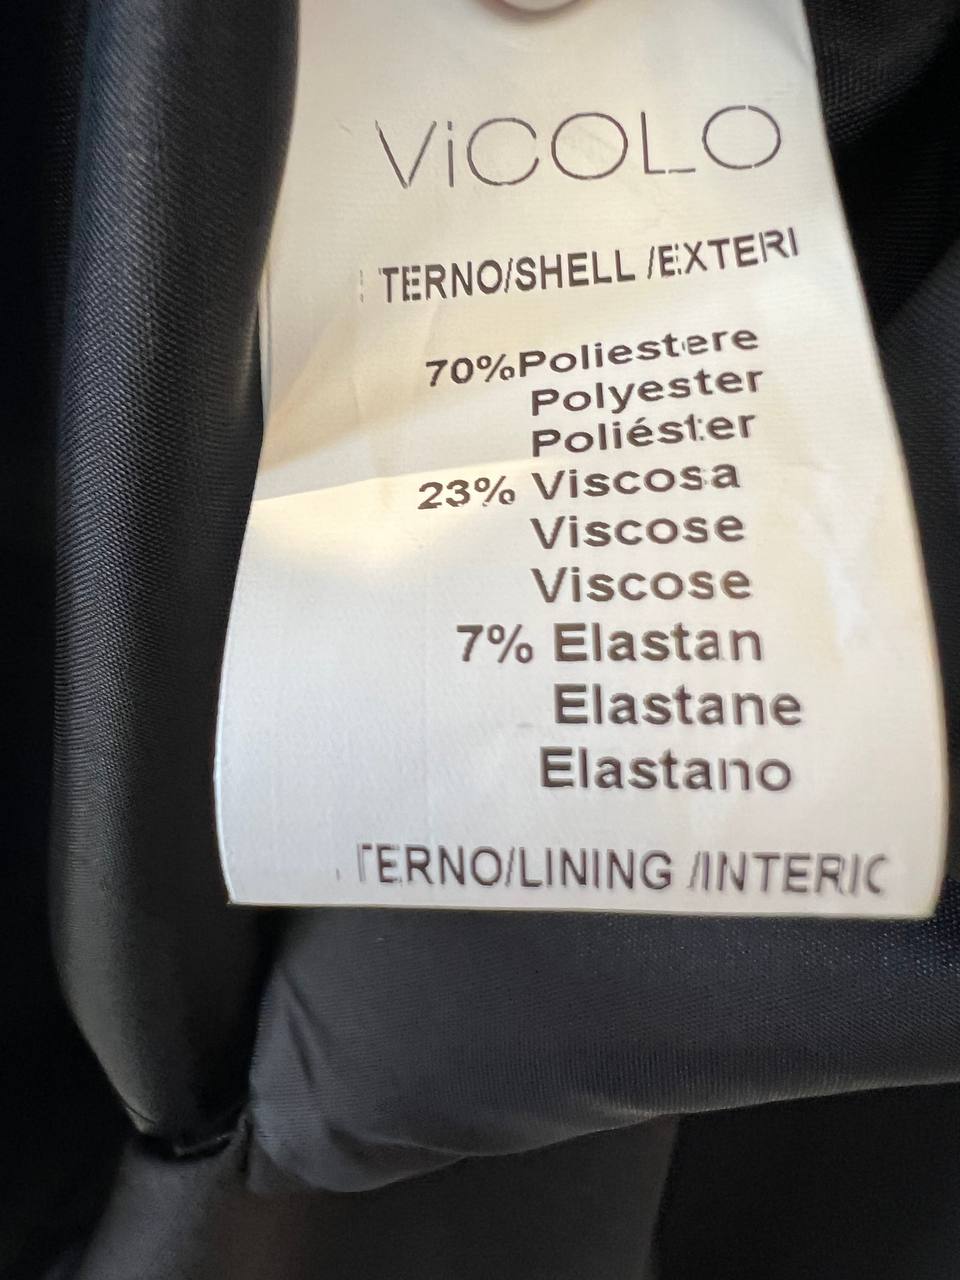 ViCOLO
TERNO/SHELL /EXTERI
70%Poliestere
Polyester
Poliéster
23% Viscosa
Viscose
Viscose
7% Elastan
Elastane
Elastano
TERNO/LINING /INTERIC